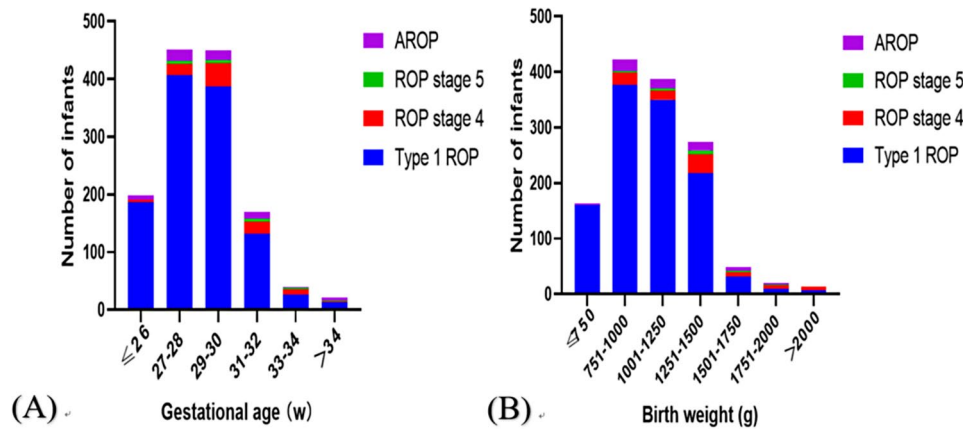 500
400
300
200
100
0
Number of infants
AROP
ROP stage 5
ROP stage 4
Type 1 ROP
≤26
27-28
29-30
31-32
33-34
>34
Gestational age (w)
(A)
500
400
300
200
100
0
Number of infants
AROP
ROP stage 5
ROP stage 4
Type 1 ROP
≤750
751-1000
1001-1250
1251-1500
1501-1750
1751-2000
>2000
Birth weight (g)
(B)